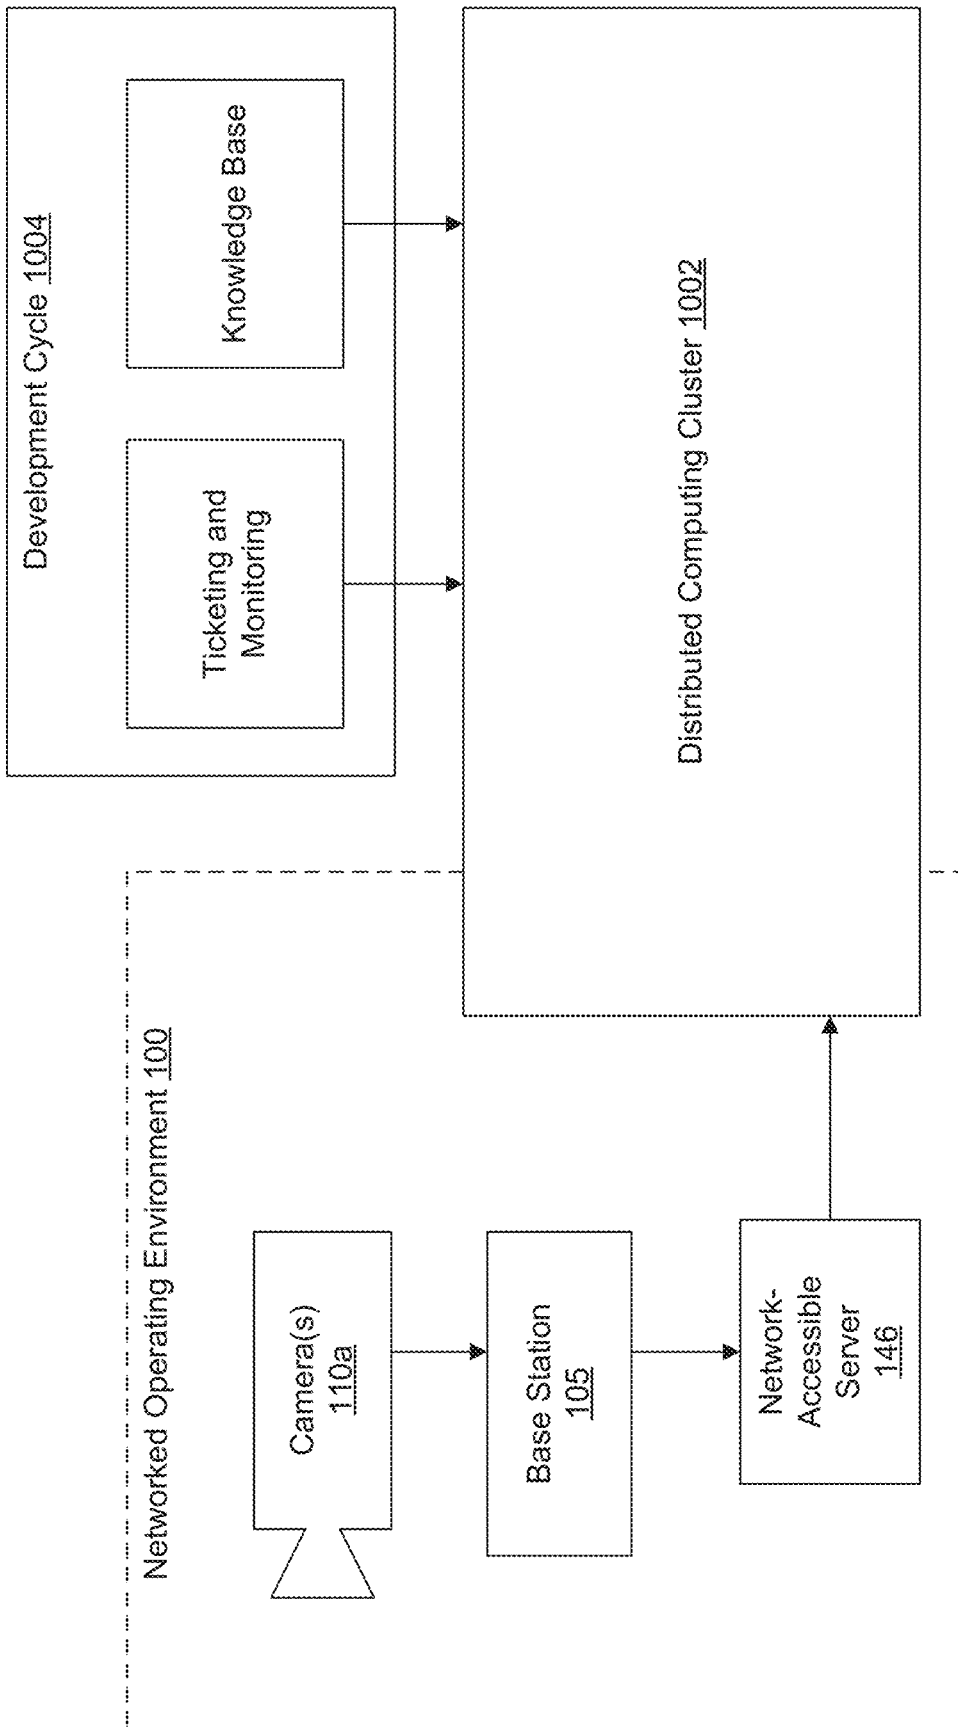 Networked Operating Environment 100
Camera(s)
110a
Base Station
105
Network-
Accessible
Server
146
Development Cycle 1004
Ticketing and
Monitoring
Knowledge Base
Distributed Computing Cluster 1002